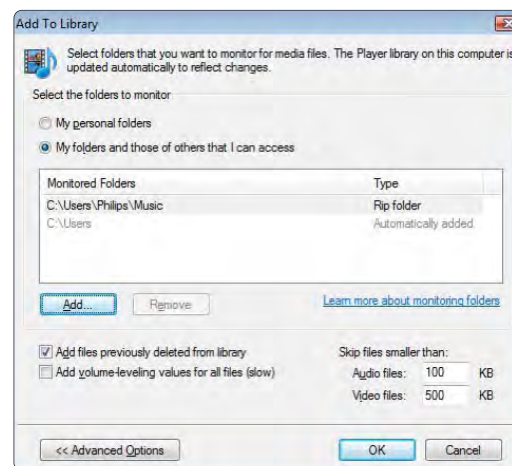 Add To Library
Select folders that you want to monitor for media files. The Player library on this computer is
updated automatically to reflect changes.
Select the folders to monitor
My personal folders
My folders and those of others that I can access
Monitored Folders Type
C:\Users\Philips\Music Rip folder
C:\Users Automatically added
Add... Remove Learn more about monitoring folders
Add files previously deleted from library Skip files smaller than:
Add volume-leveling values for all files (slow) Audio files: 100 KB
Video files: 500 KB
<< Advanced Options OK Cancel